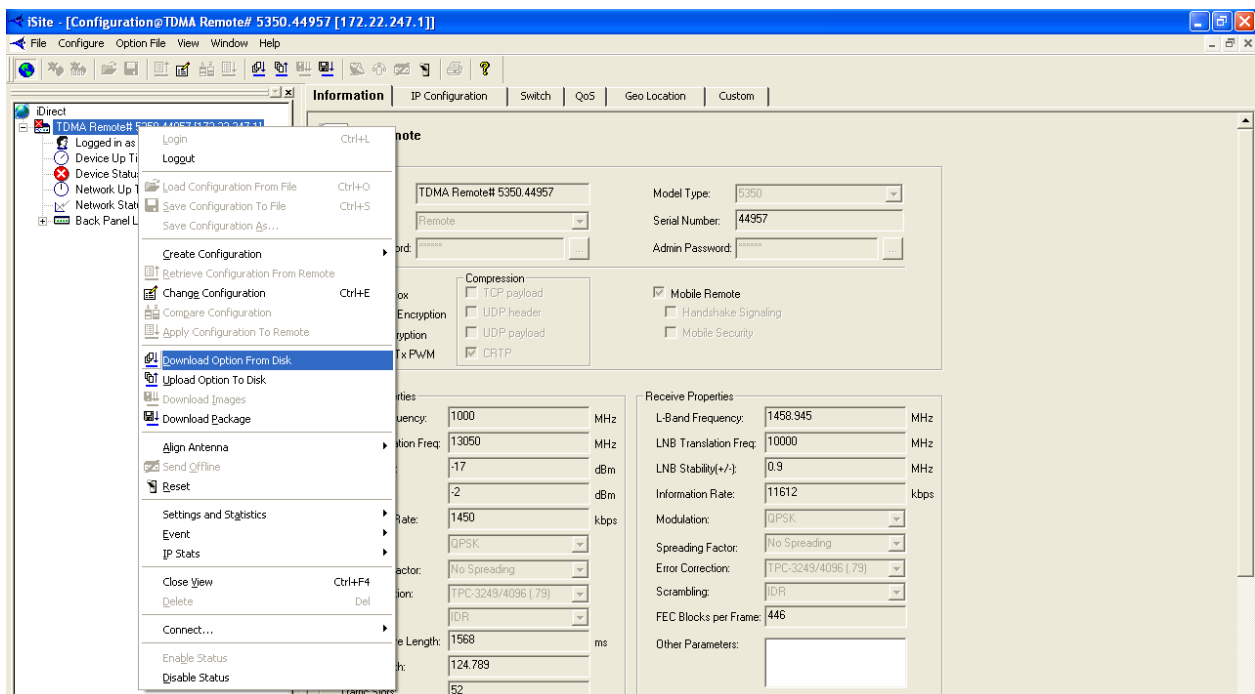 iSite - [Configuration@TDMA Remote# 5350.44957 [172.22.247.1]]
File Configure Option File View Window Help
Information IP Configuration Switch QoS Geo Location Custom
iDirect
TDMA Remote# 5350.44957 [172.22.247.1]
Logged in as
Device Up Ti
Device Statu
Network Up T
Network Stat
Back Panel L
Login Ctrl+L
Logout
Load Configuration From File Ctrl+O
Save Configuration To File Ctrl+S
Save Configuration As...
Create Configuration
Retrieve Configuration From Remote
Change Configuration Ctrl+E
Compare Configuration
Apply Configuration To Remote
Download Option From Disk
Upload Option To Disk
Download Images
Download Package
Align Antenna
Send Offline
Reset
Settings and Statistics
Event
IP Stats
Close View Ctrl+F4
Delete Del
Connect...
Enable Status
Disable Status
note
TDMA Remote# 5350.44957 Model Type: 5350
Remote Serial Number: 44957
ord: ****** ... Admin Password: ****** ...
Compression
ox TCP payload Mobile Remote
Encryption UDP header Handshake Signaling
ryption UDP payload Mobile Security
Tx PWM CRTP
erties Receive Properties
uency: 1000 MHz L-Band Frequency: 1458.945 MHz
ation Freq: 13050 MHz LNB Translation Freq: 10000 MHz
: -17 dBm LNB Stability(+/-): 0.9 MHz
-2 dBm Information Rate: 11612 kbps
Rate: 1450 kbps Modulation: QPSK
QPSK Spreading Factor: No Spreading
actor: No Spreading Error Correction: TPC-3249/4096 (.79)
ion: TPC-3249/4096 (.79) Scrambling: IDR
IDR FEC Blocks per Frame: 446
e Length: 1568 ms Other Parameters:
th: 124.789
Traffic Slots: 52